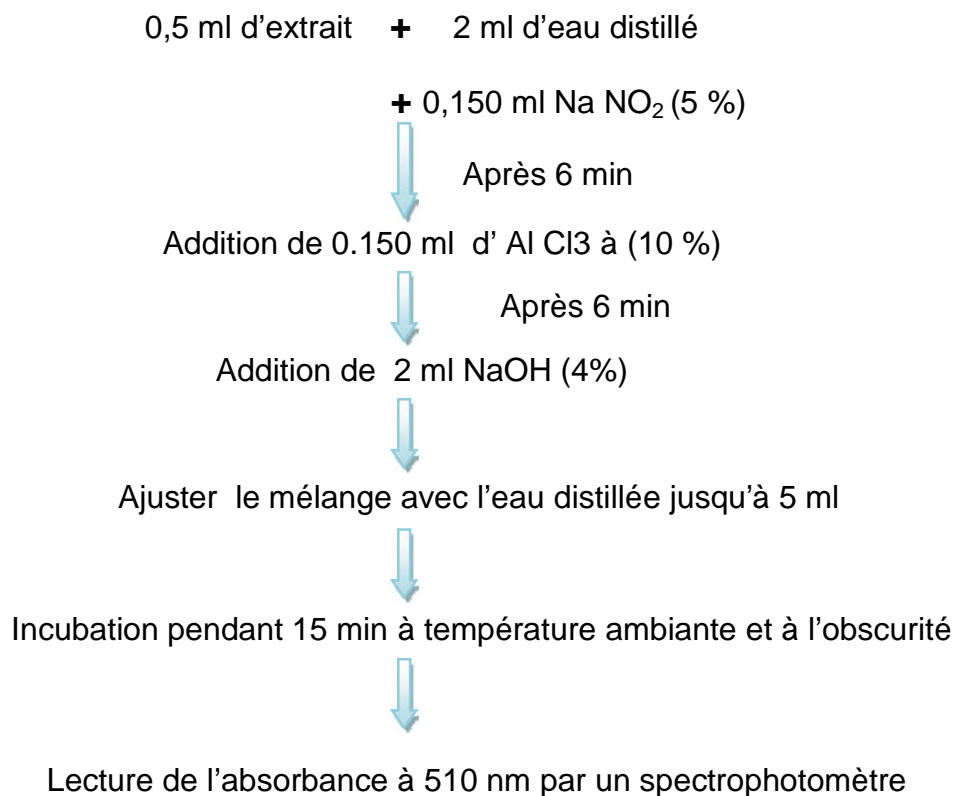 0,5 ml d’extrait + 2 ml d’eau distillé
+ 0,150 ml Na NO₂ (5 %)
Après 6 min
Addition de 0.150 ml d’ Al Cl3 à (10 %)
Après 6 min
Addition de 2 ml NaOH (4%)
Ajuster le mélange avec l’eau distillée jusqu’à 5 ml
Incubation pendant 15 min à température ambiante et à l’obscurité
Lecture de l’absorbance à 510 nm par un spectrophotomètre